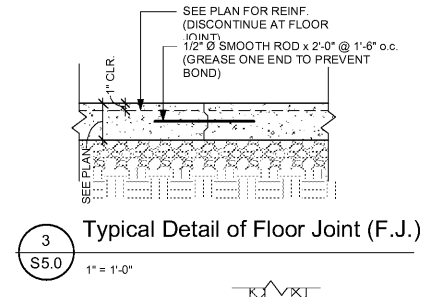 SEE PLAN FOR REINF.
(DISCONTINUE AT FLOOR
JOINT)
1/2" Ø SMOOTH ROD x 2'-0" @ 1'-6" o.c.
(GREASE ONE END TO PREVENT
BOND)
1" CLR.
SEE PLAN
3
S5.0
Typical Detail of Floor Joint (F.J.)
1" = 1'-0"